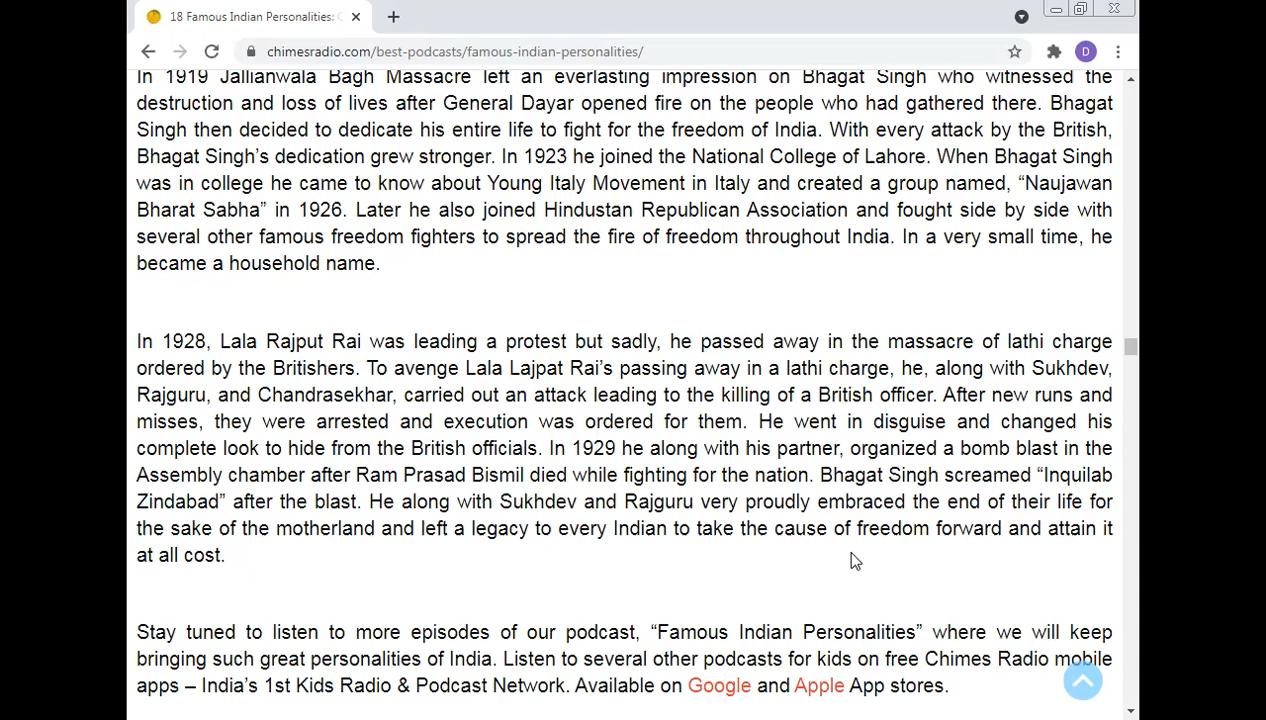 18 Famous Indian Personalities: C
chimesradio.com/best-podcasts/famous-indian-personalities/
D
In 1919 Jallianwala Bagh Massacre left an everlasting impression on Bhagat Singh who witnessed the
destruction and loss of lives after General Dayar opened fire on the people who had gathered there. Bhagat
Singh then decided to dedicate his entire life to fight for the freedom of India. With every attack by the British,
Bhagat Singh’s dedication grew stronger. In 1923 he joined the National College of Lahore. When Bhagat Singh
was in college he came to know about Young Italy Movement in Italy and created a group named, “Naujawan
Bharat Sabha” in 1926. Later he also joined Hindustan Republican Association and fought side by side with
several other famous freedom fighters to spread the fire of freedom throughout India. In a very small time, he
became a household name.
In 1928, Lala Rajput Rai was leading a protest but sadly, he passed away in the massacre of lathi charge
ordered by the Britishers. To avenge Lala Lajpat Rai’s passing away in a lathi charge, he, along with Sukhdev,
Rajguru, and Chandrasekhar, carried out an attack leading to the killing of a British officer. After new runs and
misses, they were arrested and execution was ordered for them. He went in disguise and changed his
complete look to hide from the British officials. In 1929 he along with his partner, organized a bomb blast in the
Assembly chamber after Ram Prasad Bismil died while fighting for the nation. Bhagat Singh screamed “Inquilab
Zindabad” after the blast. He along with Sukhdev and Rajguru very proudly embraced the end of their life for
the sake of the motherland and left a legacy to every Indian to take the cause of freedom forward and attain it
at all cost.
Stay tuned to listen to more episodes of our podcast, “Famous Indian Personalities” where we will keep
bringing such great personalities of India. Listen to several other podcasts for kids on free Chimes Radio mobile
apps – India’s 1st Kids Radio & Podcast Network. Available on Google and Apple App stores.